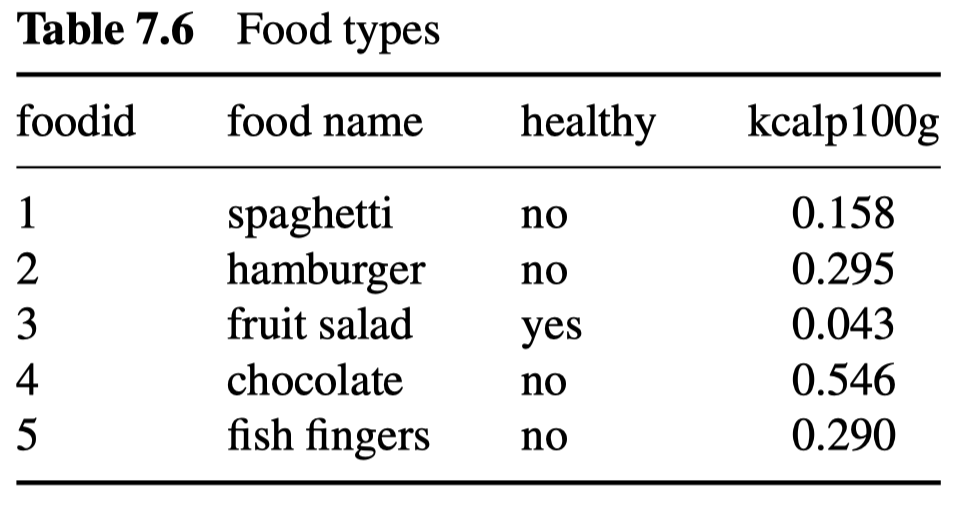 Table 7.6 Food types
foodid food name healthy kcalp100g
1 spaghetti no 0.158
2 hamburger no 0.295
3 fruit salad yes 0.043
4 chocolate no 0.546
5 fish fingers no 0.290